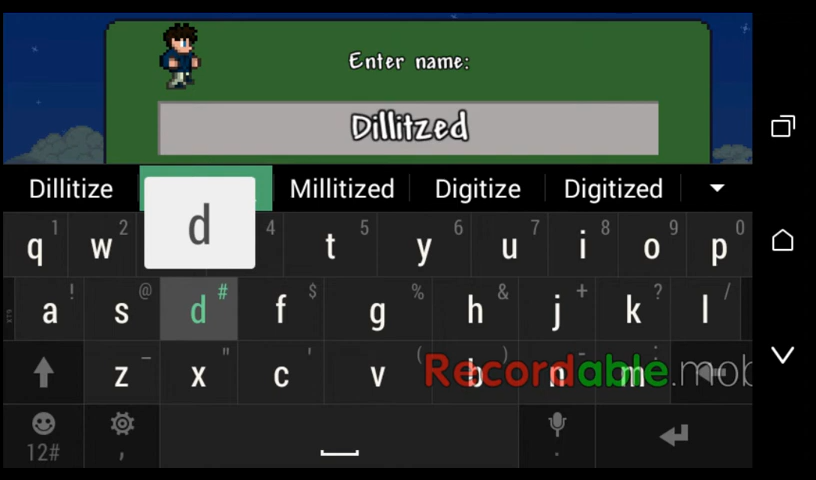 Enter name:
Dillitzed
Dillitize Millitized Digitize Digitized
d
q w 2 4 t 5 y 6 u 7 i 8 o 9 p 0
1
a ! s @ d # f $ g % h & j + k ? l /
z _ x " c ' v ( b ) n - m :
Recordable.mob
12# , .